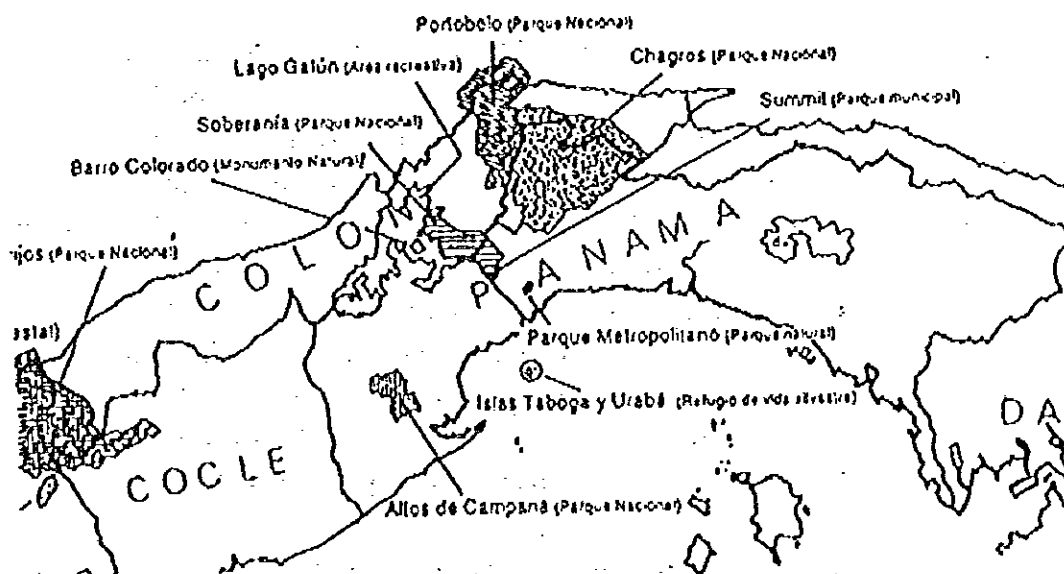 Portobelo (Parque Nacional)
Chagres (Parque Nacional)
Lago Gatún (Area recreativa)
Summit (Parque municipal)
Soberanía (Parque Nacional)
Barro Colorado (Monumento Natural)
(Parque Nacional)
COLO
PANAMA
Parque Metropolitano (Parque natural)
Islas Taboga y Urabá (Refugio de vida silvestre)
DA
COCLE
Altos de Campana (Parque Nacional)